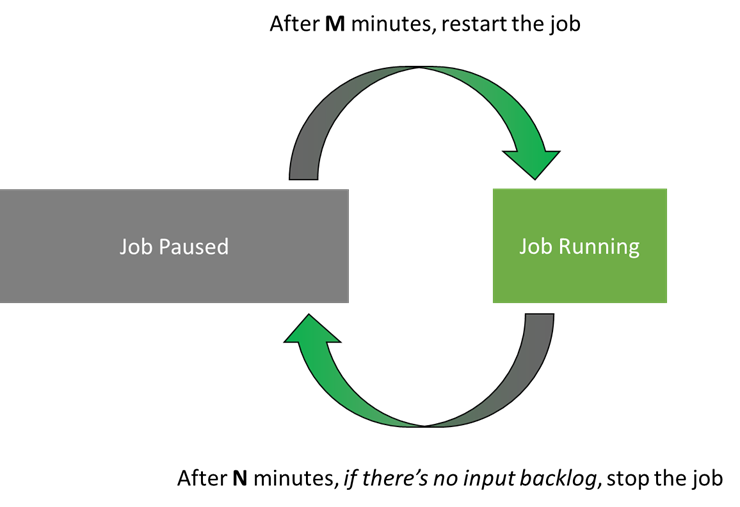 After M minutes, restart the job
Job Paused
Job Running
After N minutes, if there’s no input backlog, stop the job